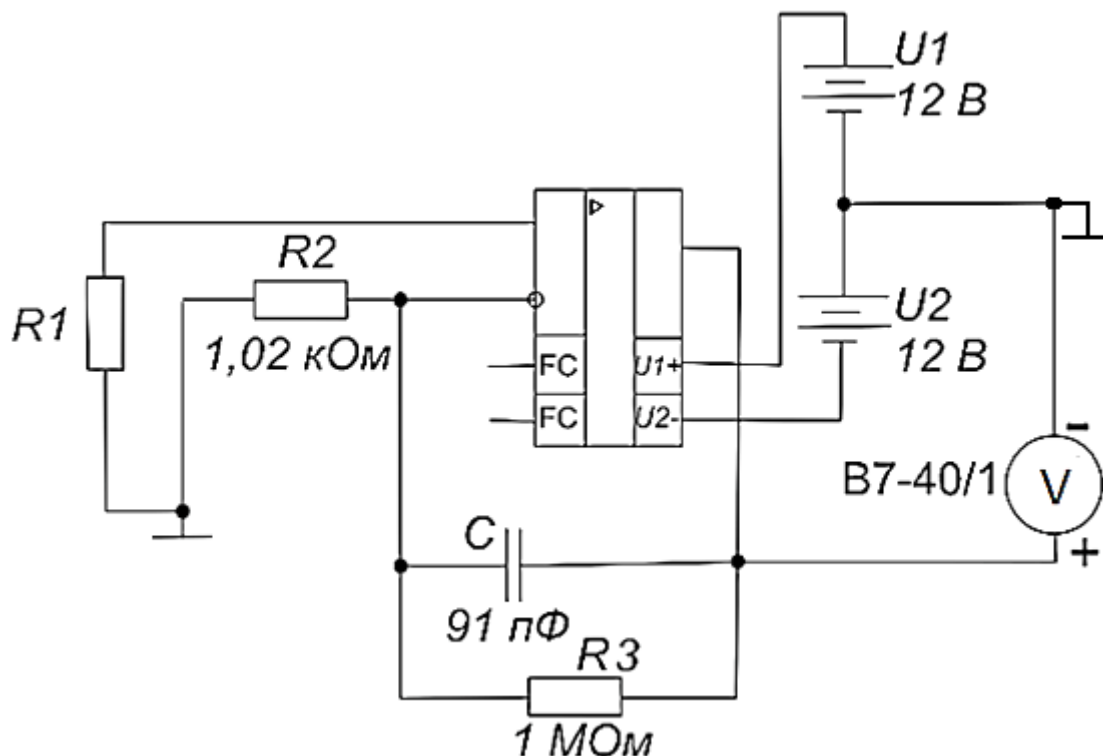 U1
12 В
R2
R1
1,02 кОм
U2
12 В
FC
U1+
FC
U2-
-
В7-40/1
V
+
C
91 пФ
R3
1 МОм